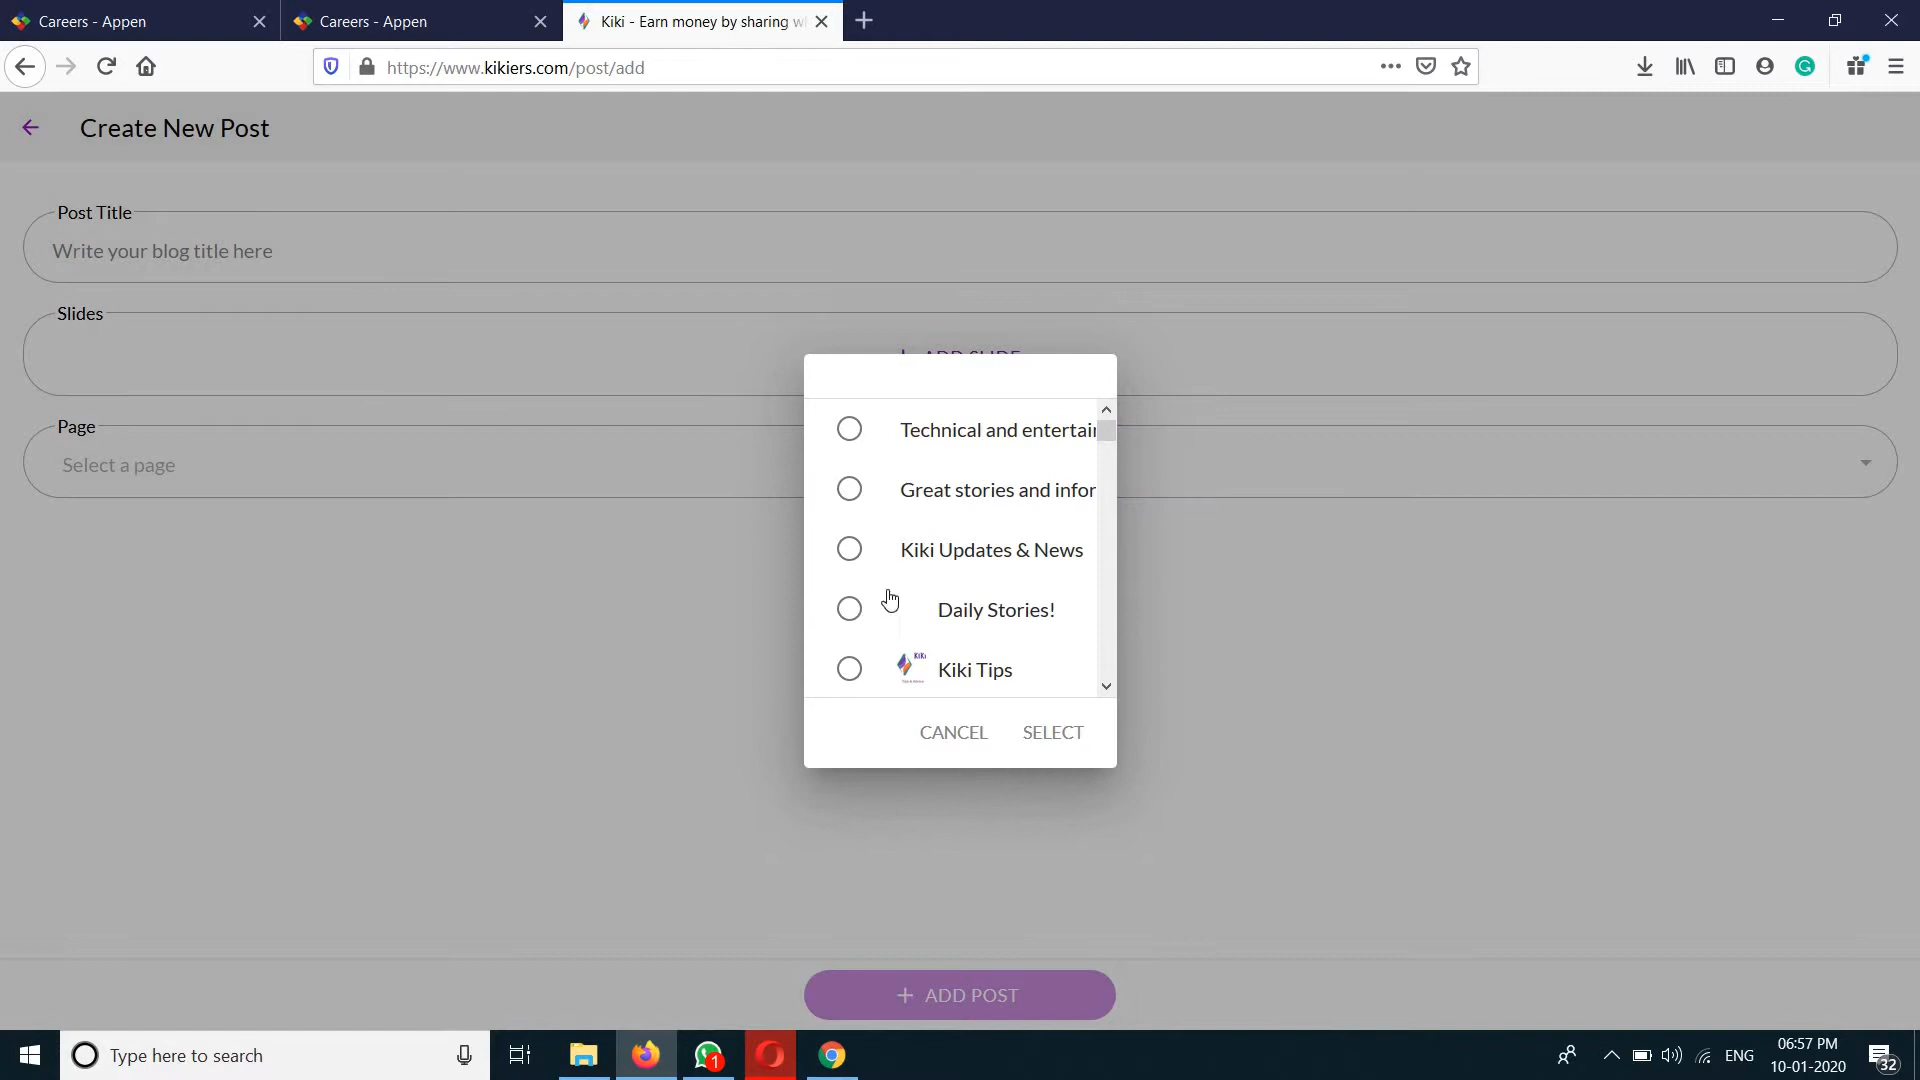 Careers - Appen
Careers - Appen
Kiki - Earn money by sharing w
https://www.kikiers.com/post/add
Create New Post
Post Title
Write your blog title here
Slides
Page
Select a page
Technical and entertai
Great stories and infor
Kiki Updates & News
Daily Stories!
KiKi
Kiki Tips
CANCEL SELECT
+ ADD POST
Type here to search
1
ENG
06:57 PM
10-01-2020
32